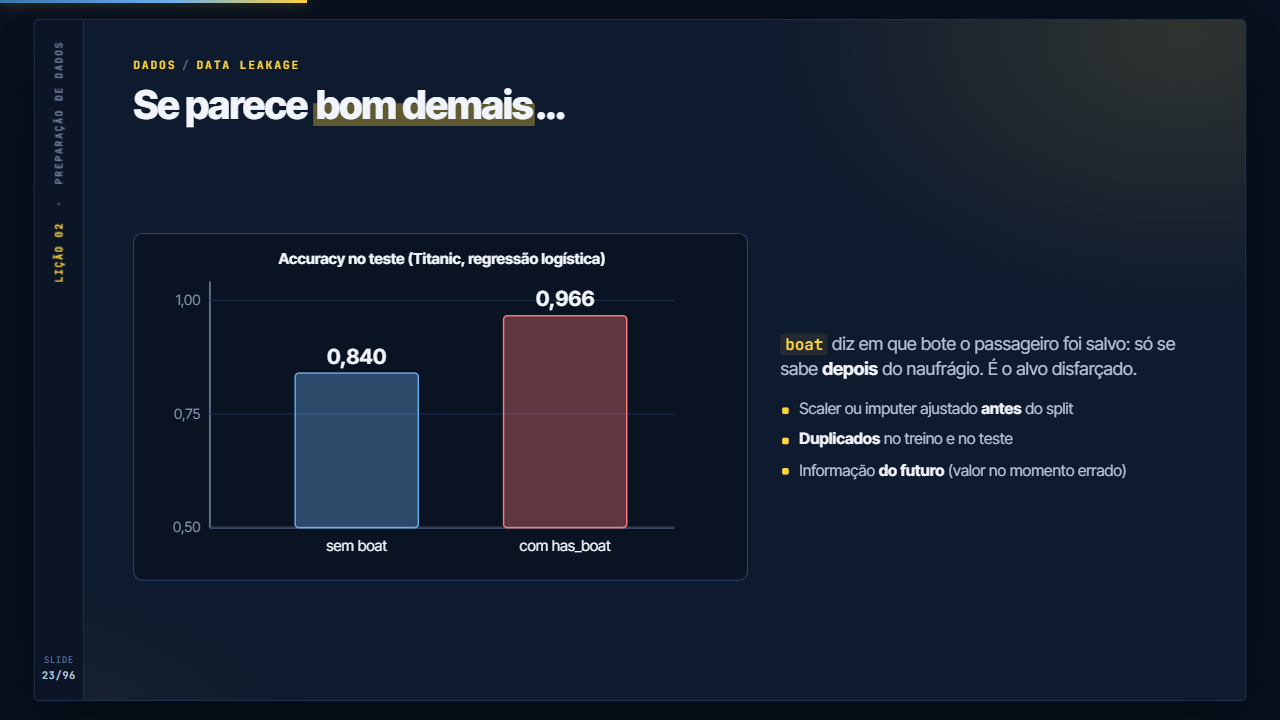 LIÇÃO 02 · PREPARAÇÃO DE DADOS
DADOS / DATA LEAKAGE
Se parece bom demais...
Accuracy no teste (Titanic, regressão logística)
1,00
0,75
0,50
0,840
0,966
sem boat
com has_boat
boat diz em que bote o passageiro foi salvo: só se
sabe depois do naufrágio. É o alvo disfarçado.
Scaler ou imputer ajustado antes do split
Duplicados no treino e no teste
Informação do futuro (valor no momento errado)
SLIDE
23/96